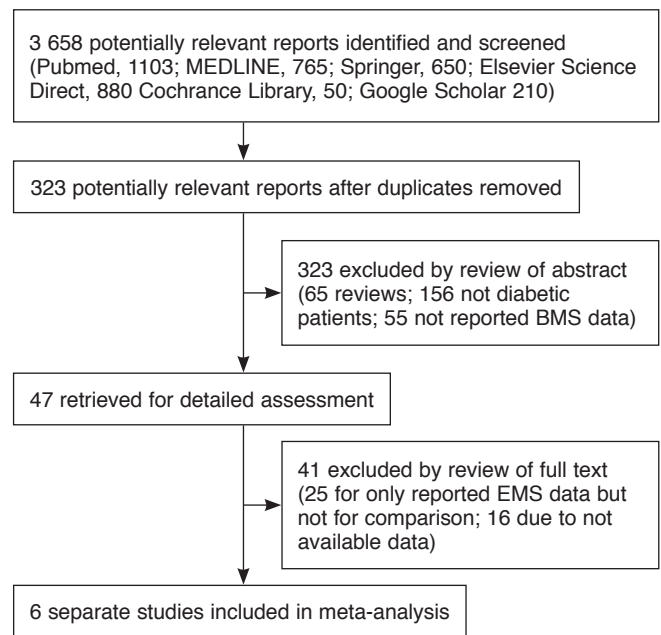 3 658 potentially relevant reports identified and screened
(Pubmed, 1103; MEDLINE, 765; Springer, 650; Elsevier Science
Direct, 880 Cochrance Library, 50; Google Scholar 210)
323 potentially relevant reports after duplicates removed
323 excluded by review of abstract
(65 reviews; 156 not diabetic
patients; 55 not reported BMS data)
47 retrieved for detailed assessment
41 excluded by review of full text
(25 for only reported EMS data but
not for comparison; 16 due to not
available data)
6 separate studies included in meta-analysis